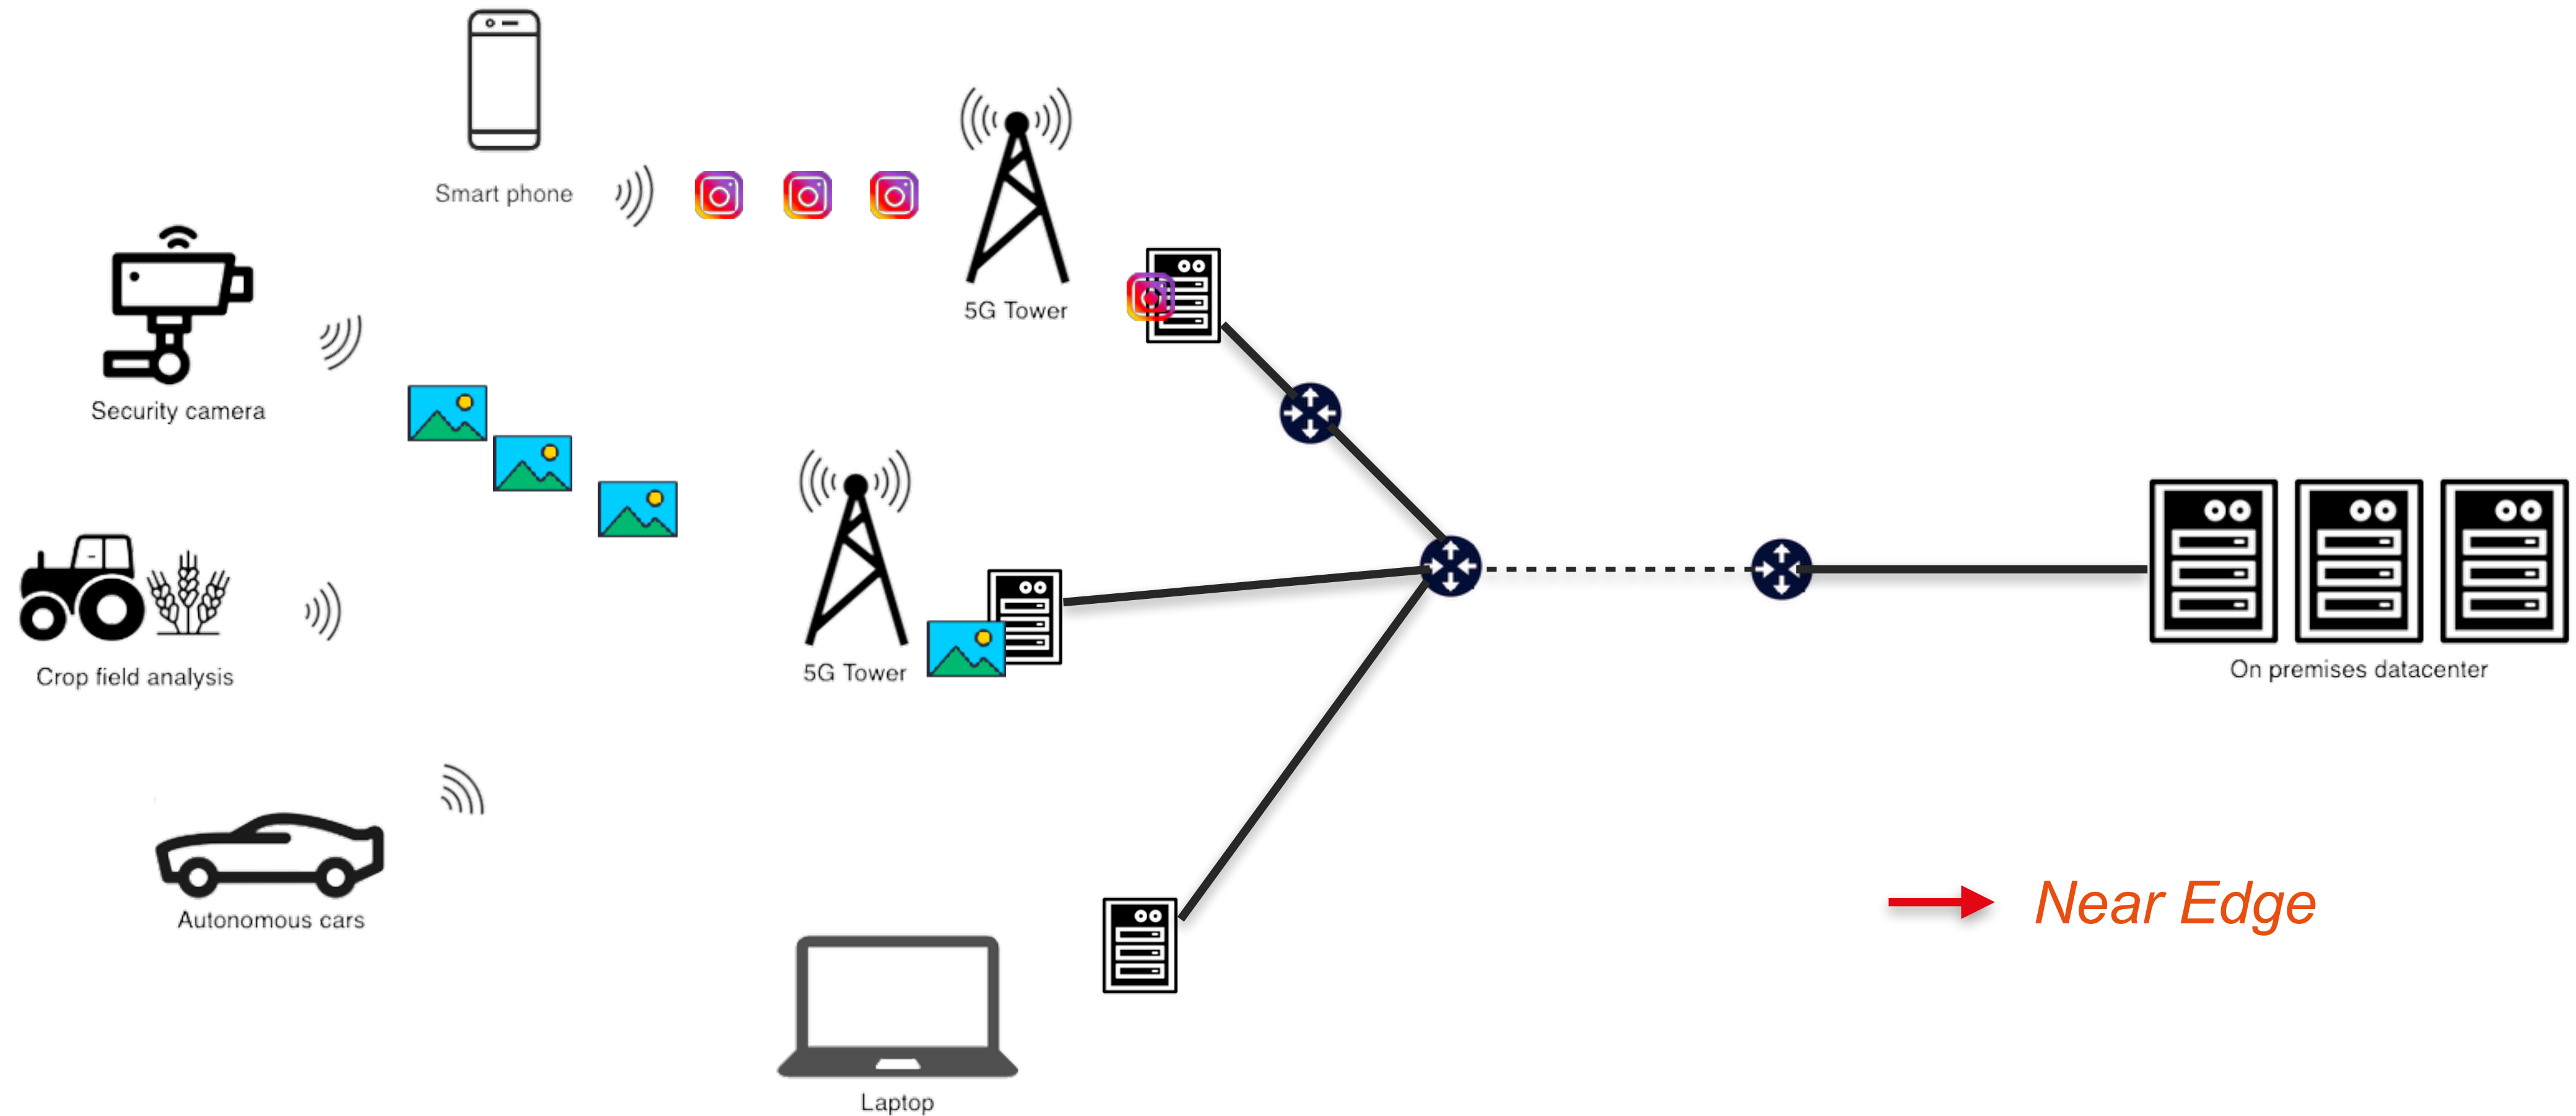 Smart phone
5G Tower
Security camera
5G Tower
Crop field analysis
On premises datacenter
Autonomous cars
Near Edge
Laptop